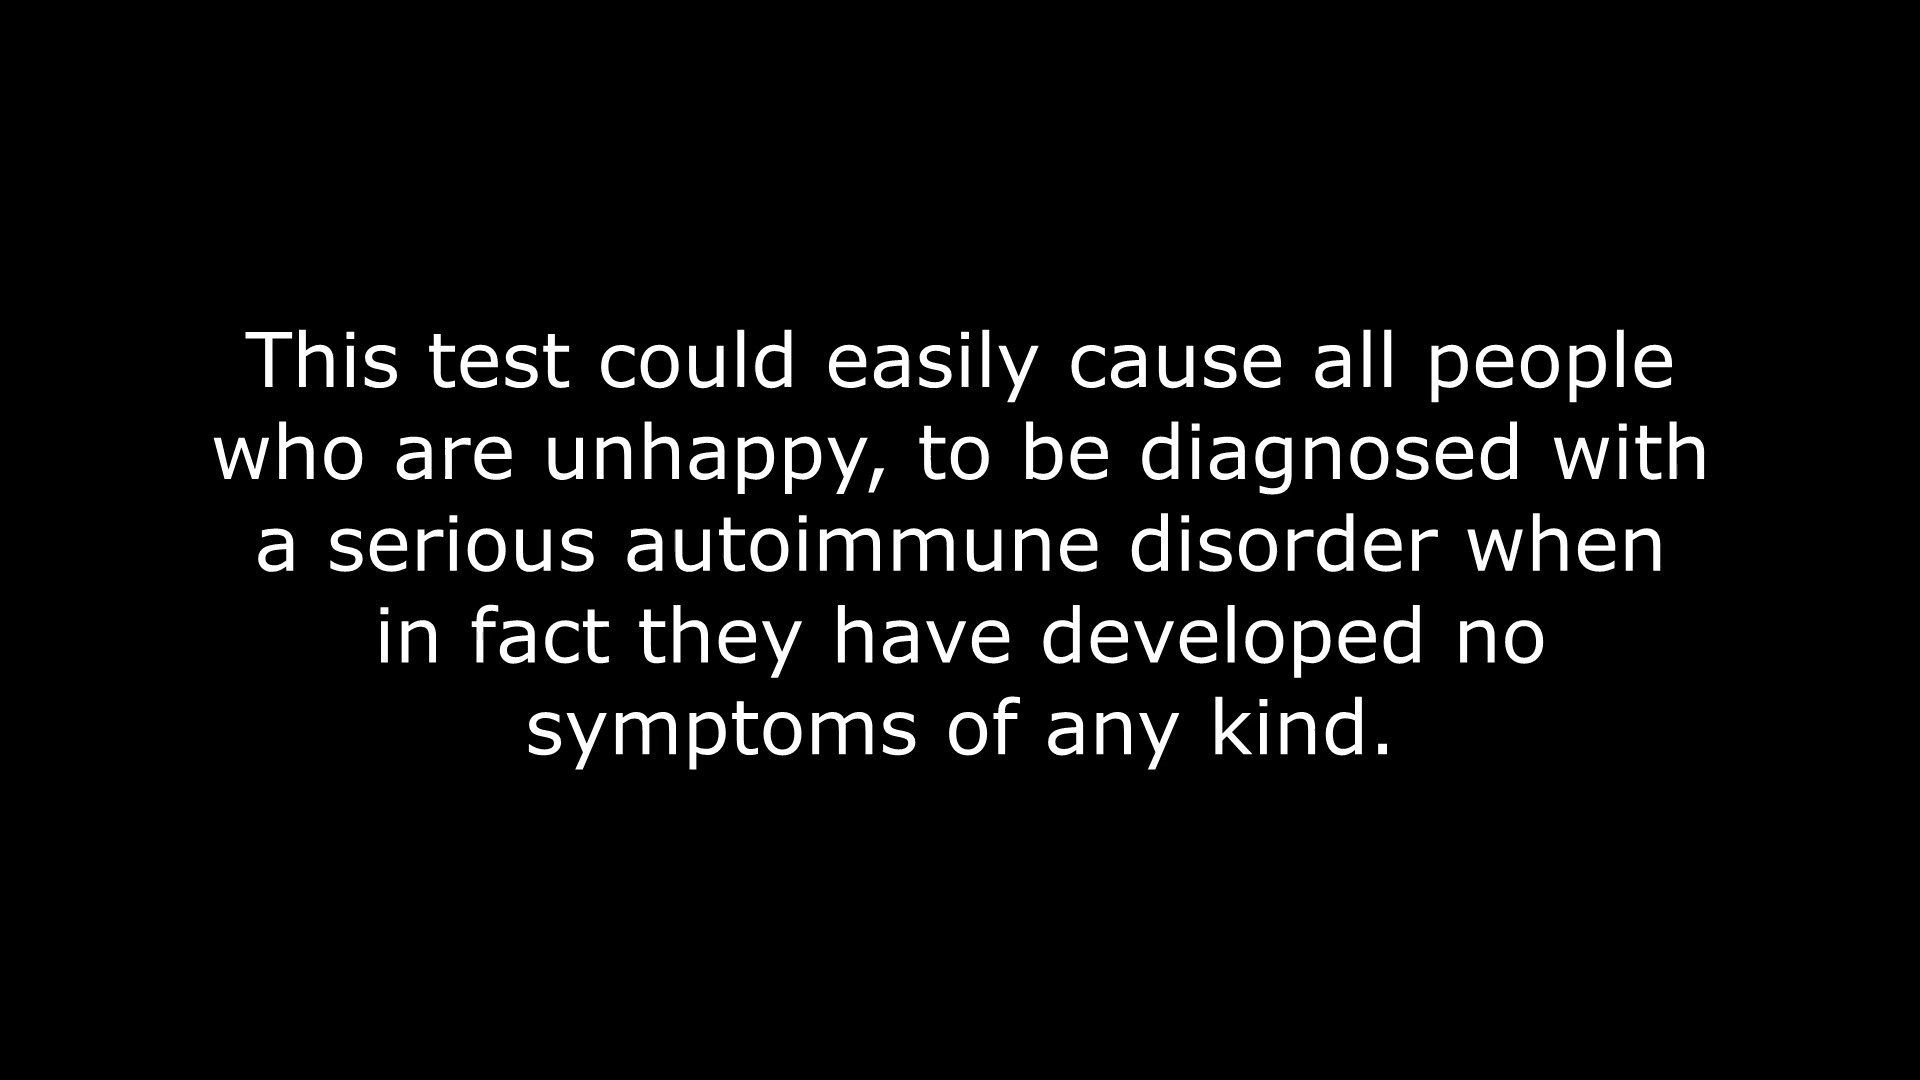 This test could easily cause all people
who are unhappy, to be diagnosed with
a serious autoimmune disorder when
in fact they have developed no
symptoms of any kind.